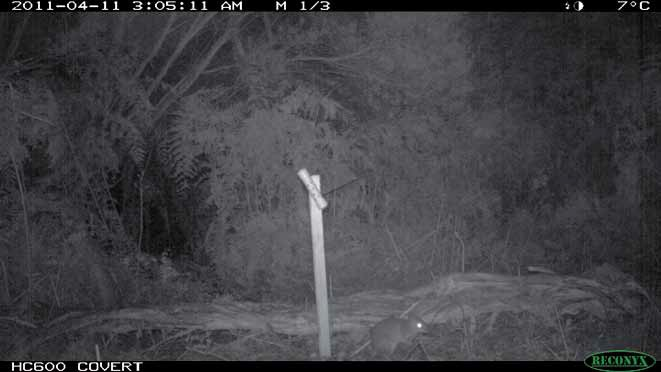 2011-04-11 3:05:11 AM M 1/3 7°C
HC600 COVERT
RECONYX